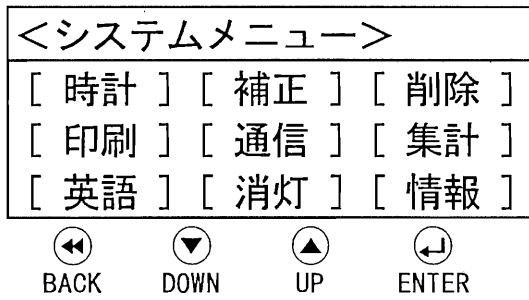 ＜システムメニュー＞
[ 時計 ] [ 補正 ] [ 削除 ]
[ 印刷 ] [ 通信 ] [ 集計 ]
[ 英語 ] [ 消灯 ] [ 情報 ]
BACK DOWN UP ENTER